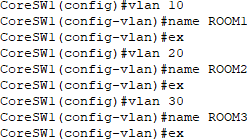 CoreSW1(config)#vlan 10
CoreSW1(config-vlan)#name ROOM1
CoreSW1(config-vlan)#ex
CoreSW1(config)#vlan 20
CoreSW1(config-vlan)#name ROOM2
CoreSW1(config-vlan)#ex
CoreSW1(config)#vlan 30
CoreSW1(config-vlan)#name ROOM3
CoreSW1(config-vlan)#ex